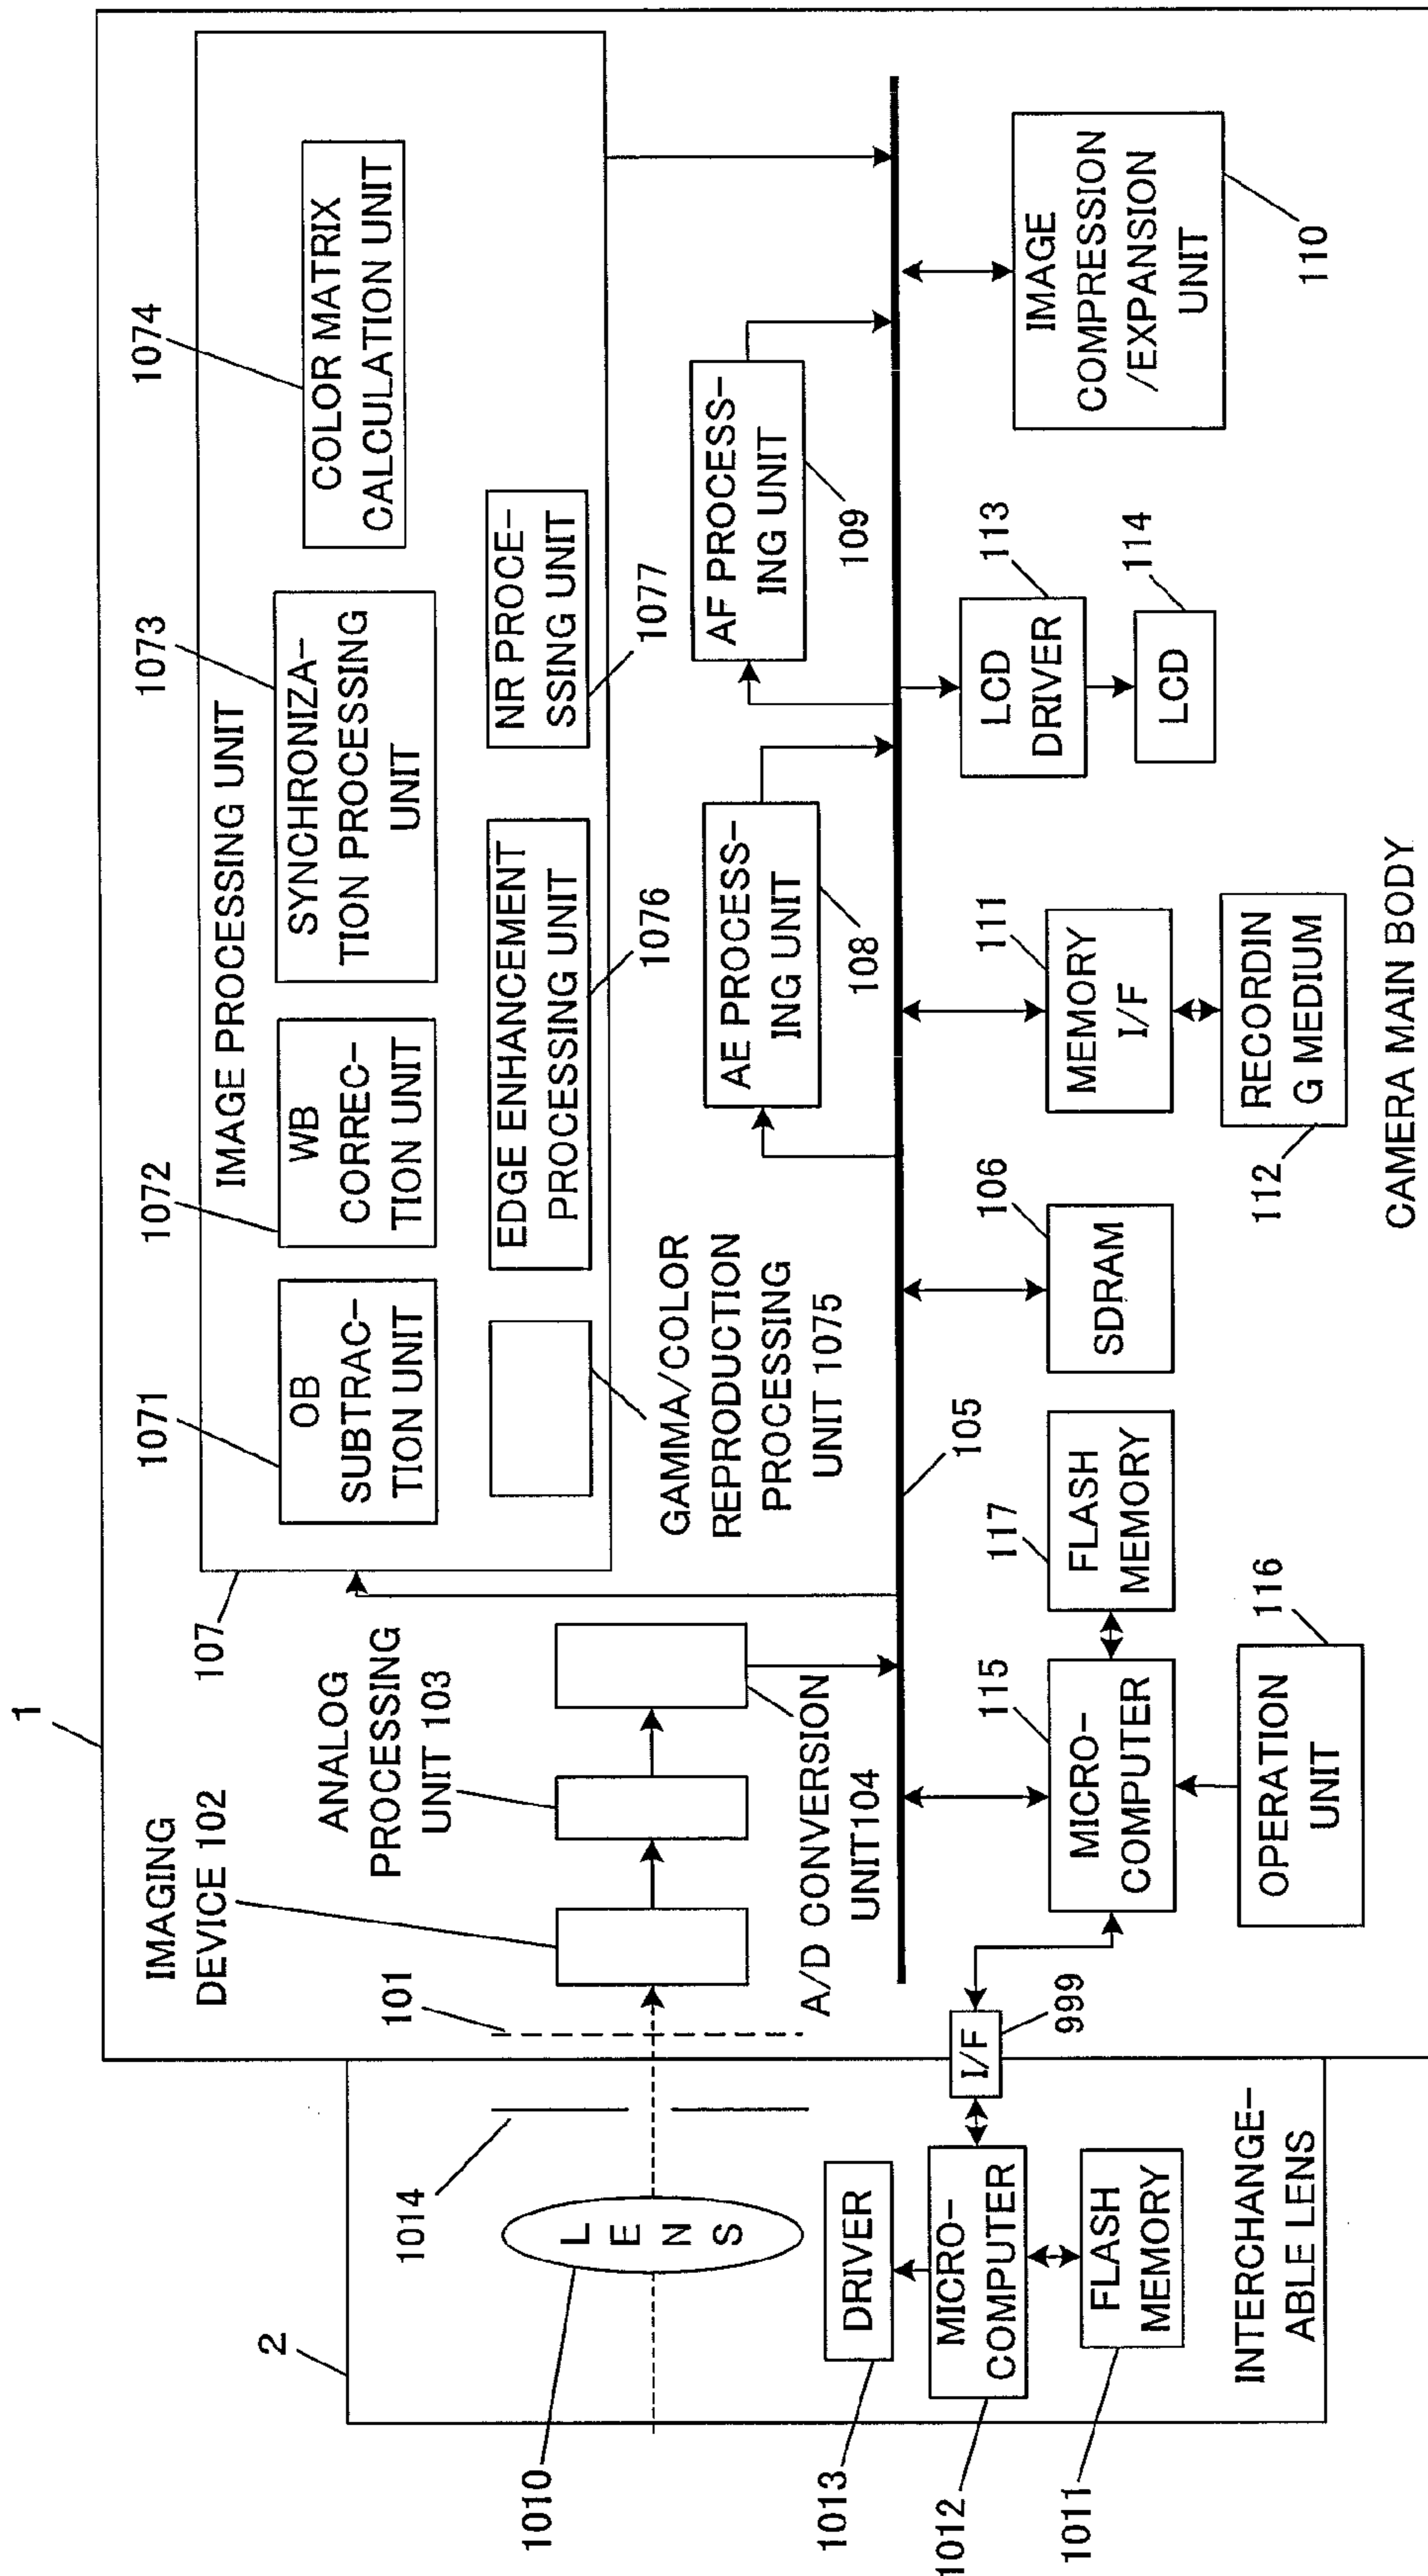 1
IMAGING
DEVICE 102
ANALOG
PROCESSING
UNIT 103
A/D CONVERSION
UNIT104
101
107
IMAGE PROCESSING UNIT
1071
OB
SUBTRAC-
TION UNIT
1072
WB
CORREC-
TION UNIT
1073
SYNCHRONIZA-
TION PROCESSING
UNIT
1074
COLOR MATRIX
CALCULATION UNIT
GAMMA/COLOR
REPRODUCTION
PROCESSING
UNIT 1075
EDGE ENHANCEMENT
PROCESSING UNIT
1076
NR PROCE-
SSING UNIT
1077
AE PROCESS-
ING UNIT
108
AF PROCESS-
ING UNIT
109
105
2
1014
LENS
1010
DRIVER
1013
MICRO-
COMPUTER
1012
FLASH
MEMORY
1011
INTERCHANGE-
ABLE LENS
I/F
999
115
MICRO-
COMPUTER
117
FLASH
MEMORY
116
OPERATION
UNIT
106
SDRAM
111
MEMORY
I/F
RECORDIN
G MEDIUM
112
113
LCD
DRIVER
114
LCD
IMAGE
COMPRESSION
/EXPANSION
UNIT
110
CAMERA MAIN BODY